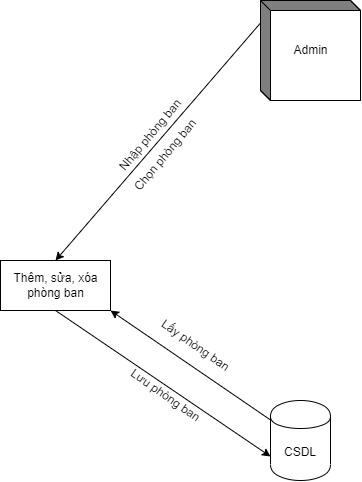 Admin
Nhập phòng ban
Chọn phòng ban
Thêm, sửa, xóa
phòng ban
Lấy phòng ban
Lưu phòng ban
CSDL